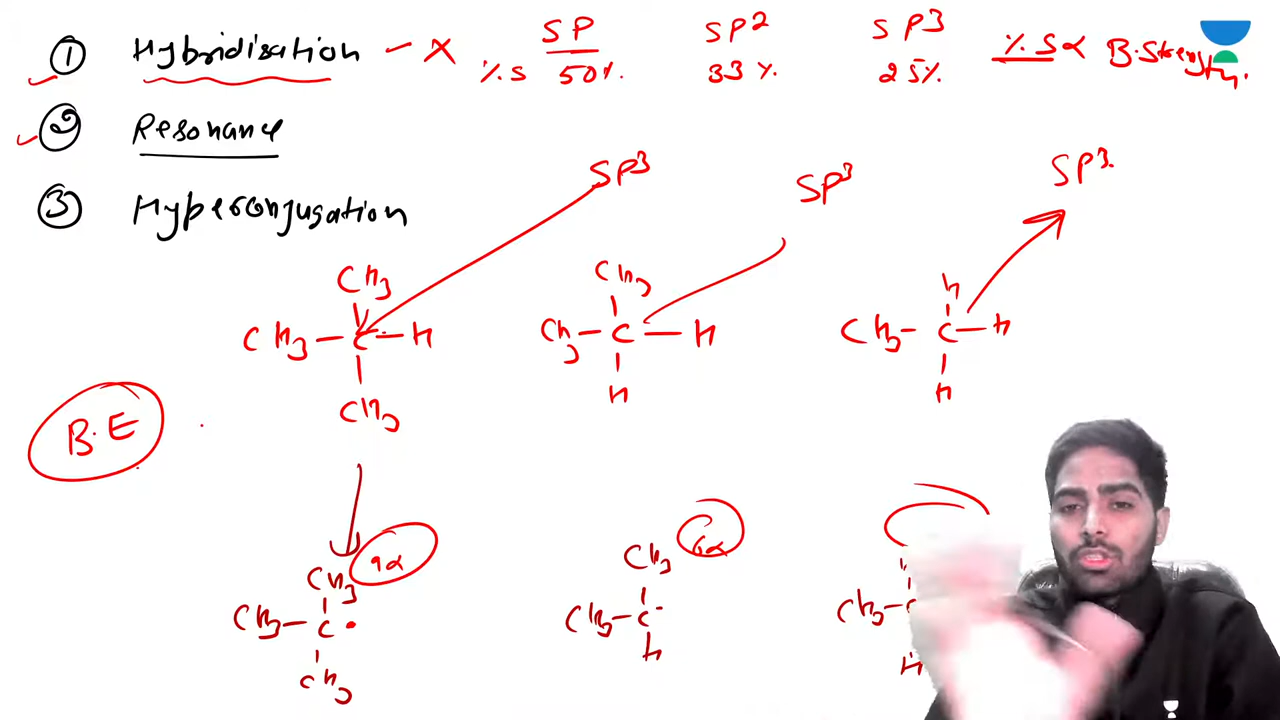 ① Hybridisation – X
SP SP2 SP3
%S 50%. 33 %. 25%
%S ∝ B.Strength.
② Resonance
③ Hyperconjugation
SP3 SP3 SP3.
CH3 CH3 H
CH3 – C – H CH3 – C – H CH3 – C – H
CH3 H H
B.E
9α 6α
CH3 CH3
CH3 – C • CH3 – C · CH3 –
CH3 H H